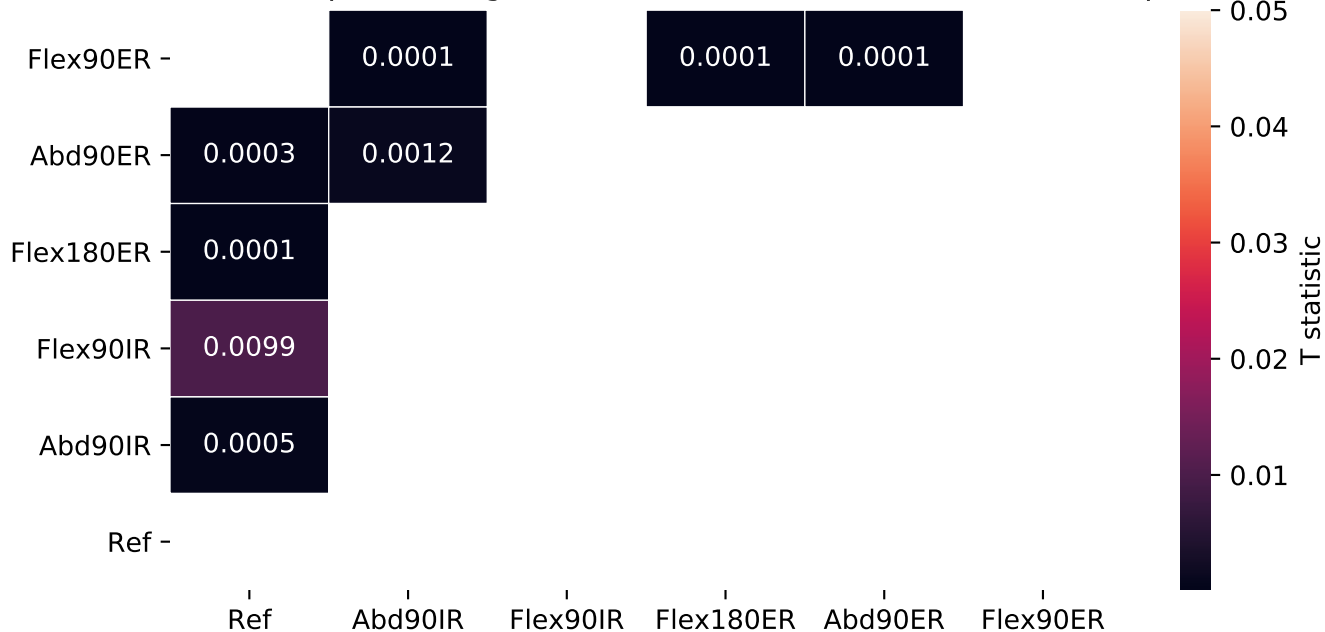 0.05
Flex90ER
0.0001
0.0001
0.0001
0.04
Abd90ER
0.0003
0.0012
Flex180ER
0.0001
0.03
T statistic
Flex90IR
0.0099
0.02
Abd90IR
0.0005
0.01
Ref
Ref
Abd90IR
Flex90IR
Flex180ER
Abd90ER
Flex90ER